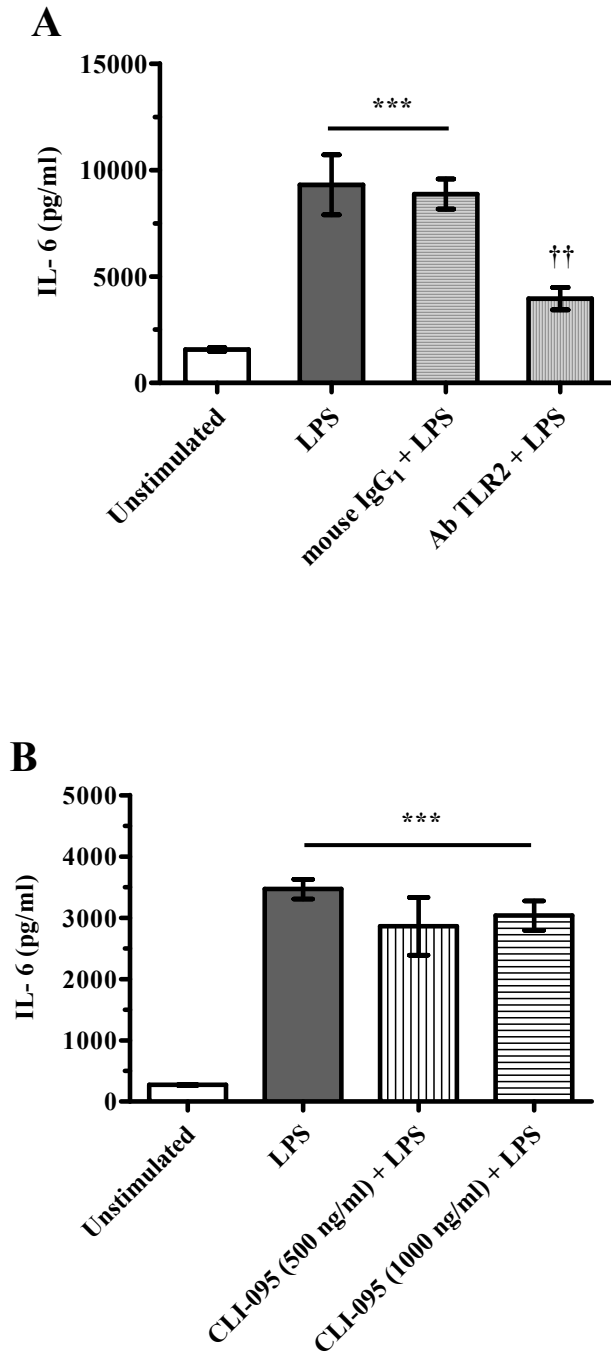 A
IL- 6 (pg/ml)
15000
10000
5000
0
***
††
Unstimulated
LPS
mouse IgG₁ + LPS
Ab TLR2 + LPS
B
IL- 6 (pg/ml)
5000
4000
3000
2000
1000
0
***
Unstimulated
LPS
CLI-095 (500 ng/ml) + LPS
CLI-095 (1000 ng/ml) + LPS